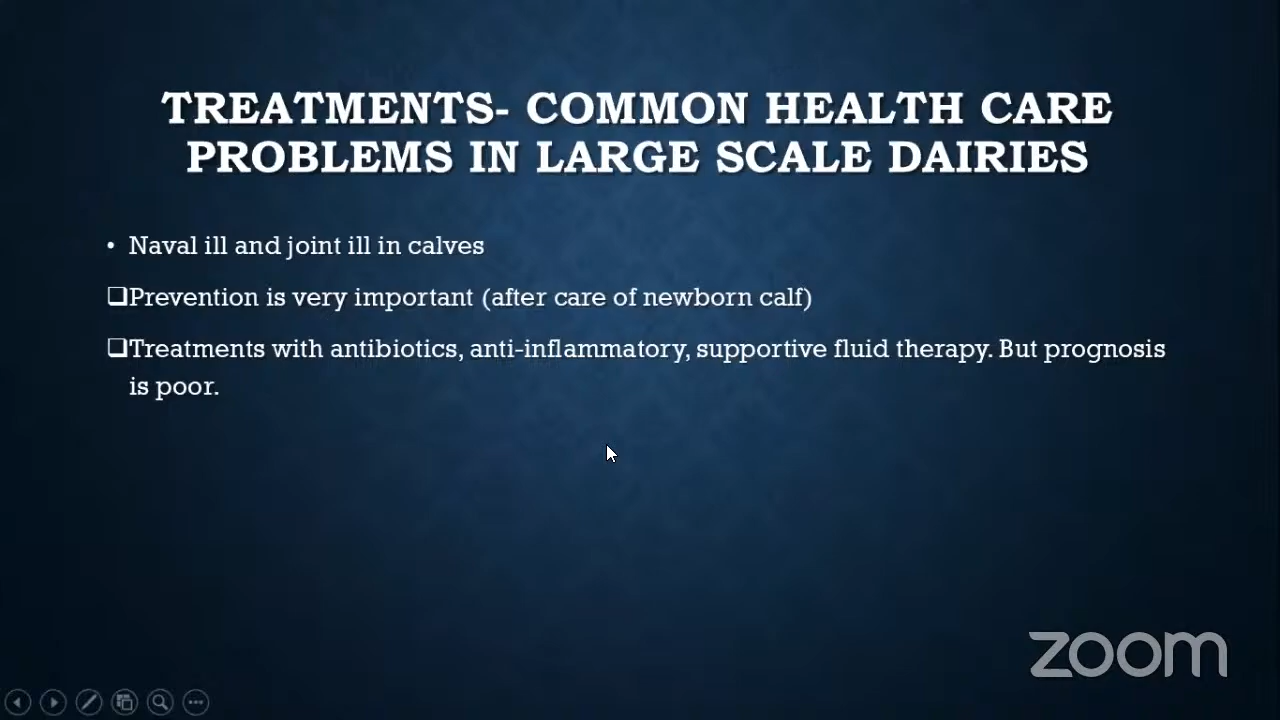 TREATMENTS- COMMON HEALTH CARE
PROBLEMS IN LARGE SCALE DAIRIES
• Naval ill and joint ill in calves
❑Prevention is very important (after care of newborn calf)
❑Treatments with antibiotics, anti-inflammatory, supportive fluid therapy. But prognosis
is poor.
zoom